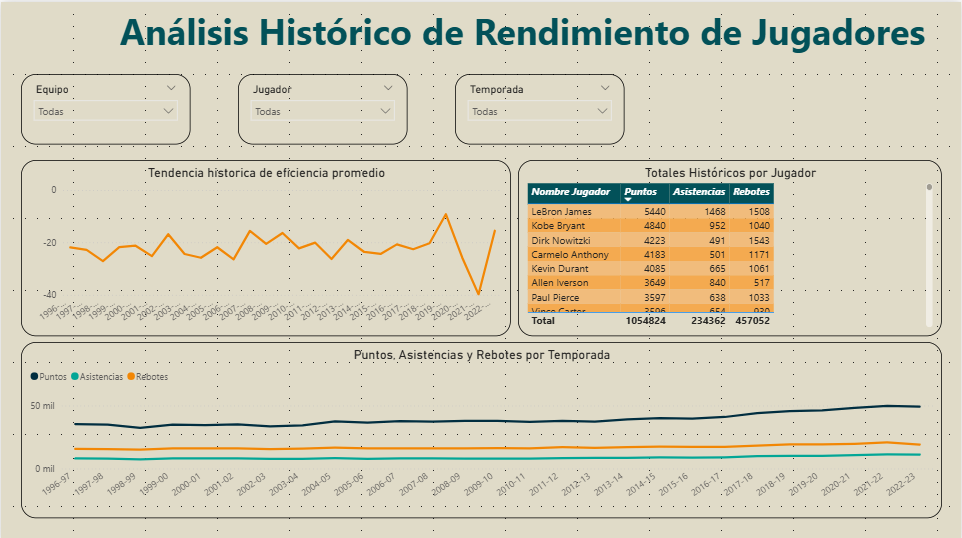 Análisis Histórico de Rendimiento de Jugadores
Equipo
Todas
Jugador
Todas
Temporada
Todas
Tendencia historica de eficiencia promedio
0
-20
-40
1996-... 1997-... 1998-... 1999-... 2000-... 2001-... 2002-... 2003-... 2004-... 2005-... 2006-... 2007-... 2008-... 2009-... 2010-... 2011-... 2012-... 2013-... 2014-... 2015-... 2016-... 2017-... 2018-... 2019-... 2020-... 2021-... 2022-...
Totales Históricos por Jugador
Nombre Jugador Puntos Asistencias Rebotes
LeBron James 5440 1468 1508
Kobe Bryant 4840 952 1040
Dirk Nowitzki 4223 491 1543
Carmelo Anthony 4183 501 1171
Kevin Durant 4085 665 1061
Allen Iverson 3649 840 517
Paul Pierce 3597 638 1033
Vince Carter 3596 654 930
Total 1054824 234362 457052
Puntos, Asistencias y Rebotes por Temporada
Puntos Asistencias Rebotes
50 mil
0 mil
1996-97 1997-98 1998-99 1999-00 2000-01 2001-02 2002-03 2003-04 2004-05 2005-06 2006-07 2007-08 2008-09 2009-10 2010-11 2011-12 2012-13 2013-14 2014-15 2015-16 2016-17 2017-18 2018-19 2019-20 2020-21 2021-22 2022-23